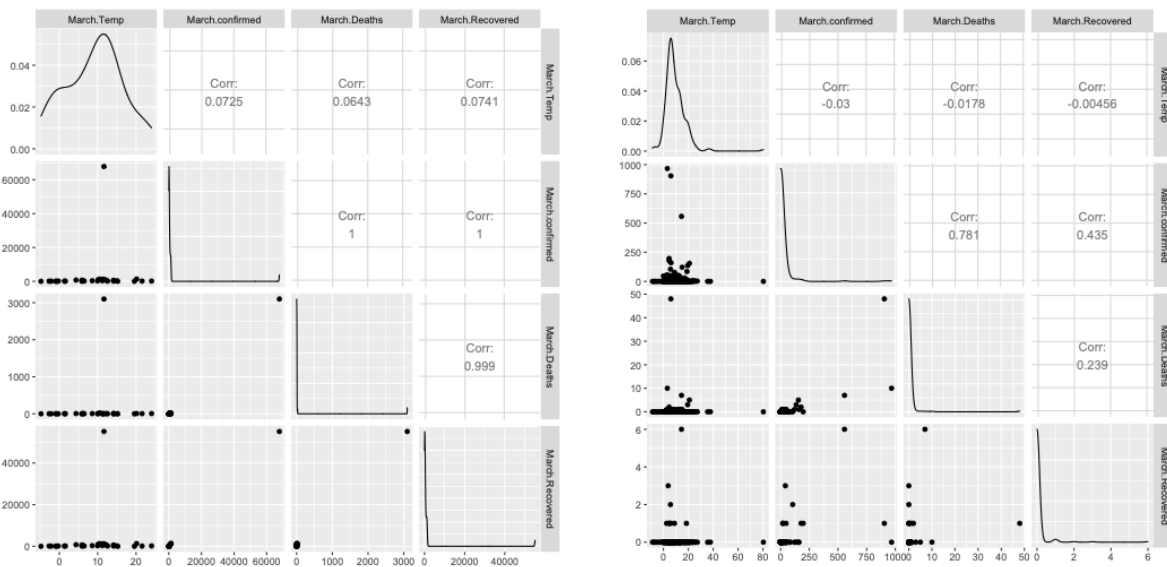 March.Temp March.confirmed March.Deaths March.Recovered
0.04
0.02
0.00
Corr:
0.0725
Corr:
0.0643
Corr:
0.0741
March.Temp
60000
40000
20000
0
Corr:
1
Corr:
1
March.confirmed
3000
2000
1000
0
Corr:
0.999
March.Deaths
40000
20000
0
March.Recovered
0 10 20 0 20000 40000 60000 0 1000 2000 3000 0 20000 40000
March.Temp March.confirmed March.Deaths March.Recovered
0.06
0.04
0.02
0.00
Corr:
-0.03
Corr:
-0.0178
Corr:
-0.00456
March.Temp
1000
750
500
250
0
Corr:
0.781
Corr:
0.435
March.confirmed
50
40
30
20
10
0
Corr:
0.239
March.Deaths
6
4
2
0
March.Recovered
0 20 40 60 80 0 250 500 750 1000 0 10 20 30 40 50 0 2 4 6